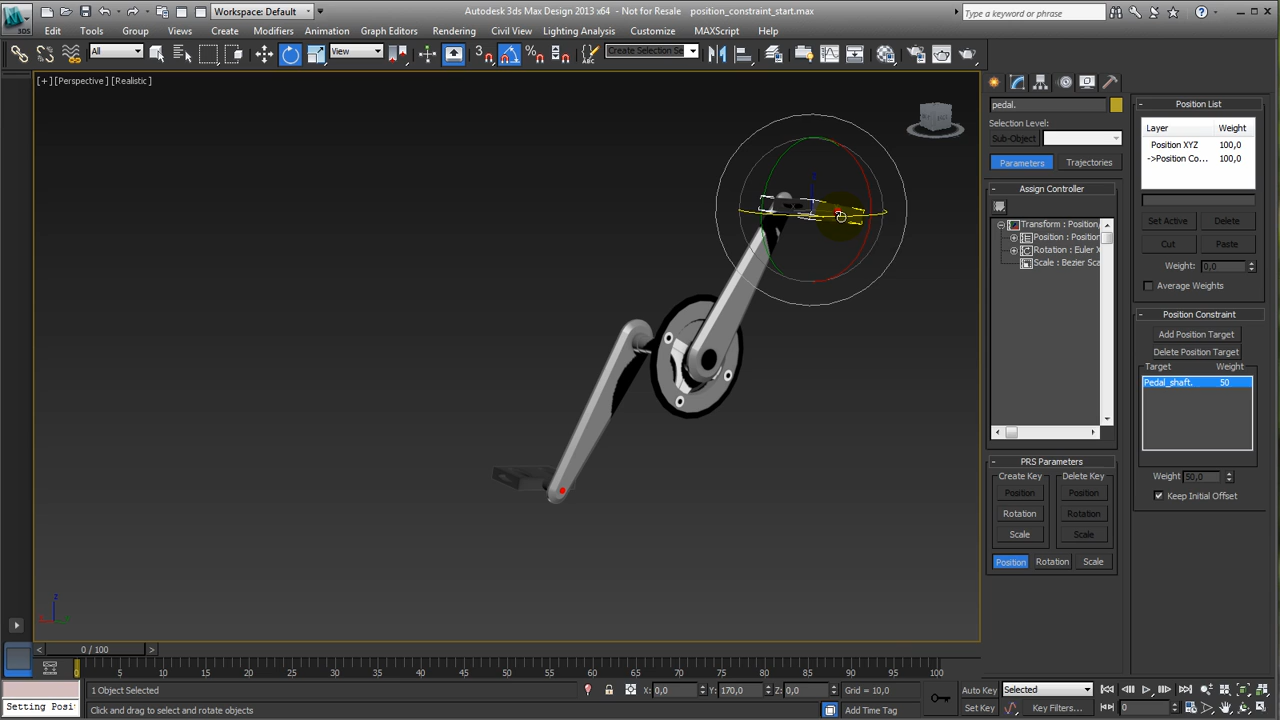 3DS
Workspace: Default
Autodesk 3ds Max Design 2013 x64 - Not for Resale position_constraint_start.max
Type a keyword or phrase
Edit Tools Group Views Create Modifiers Animation Graph Editors Rendering Civil View Lighting Analysis Customize MAXScript Help
All
View
3
Create Selection Se
[+] [Perspective] [Realistic]
pedal.
Selection Level:
Sub-Object
Parameters Trajectories
- Assign Controller
Transform : Position
Position : Position
Rotation : Euler X
Scale : Bezier Sca
- PRS Parameters
Create Key Delete Key
Position Position
Rotation Rotation
Scale Scale
Position Rotation Scale
- Position List
Layer Weight
Position XYZ 100,0
->Position Co... 100,0
Set Active Delete
Cut Paste
Weight: 0,0
Average Weights
- Position Constraint
Add Position Target
Delete Position Target
Target Weight
Pedal_shaft. 50
Weight 50,0
Keep Initial Offset
z
< 0 / 100 >
0 5 10 15 20 25 30 35 40 45 50 55 60 65 70 75 80 85 90 95 100
1 Object Selected
X: 0,0 Y: 170,0 Z: 0,0 Grid = 10,0
Auto Key Selected
Setting Posi
Click and drag to select and rotate objects
Add Time Tag
Set Key Key Filters... 0